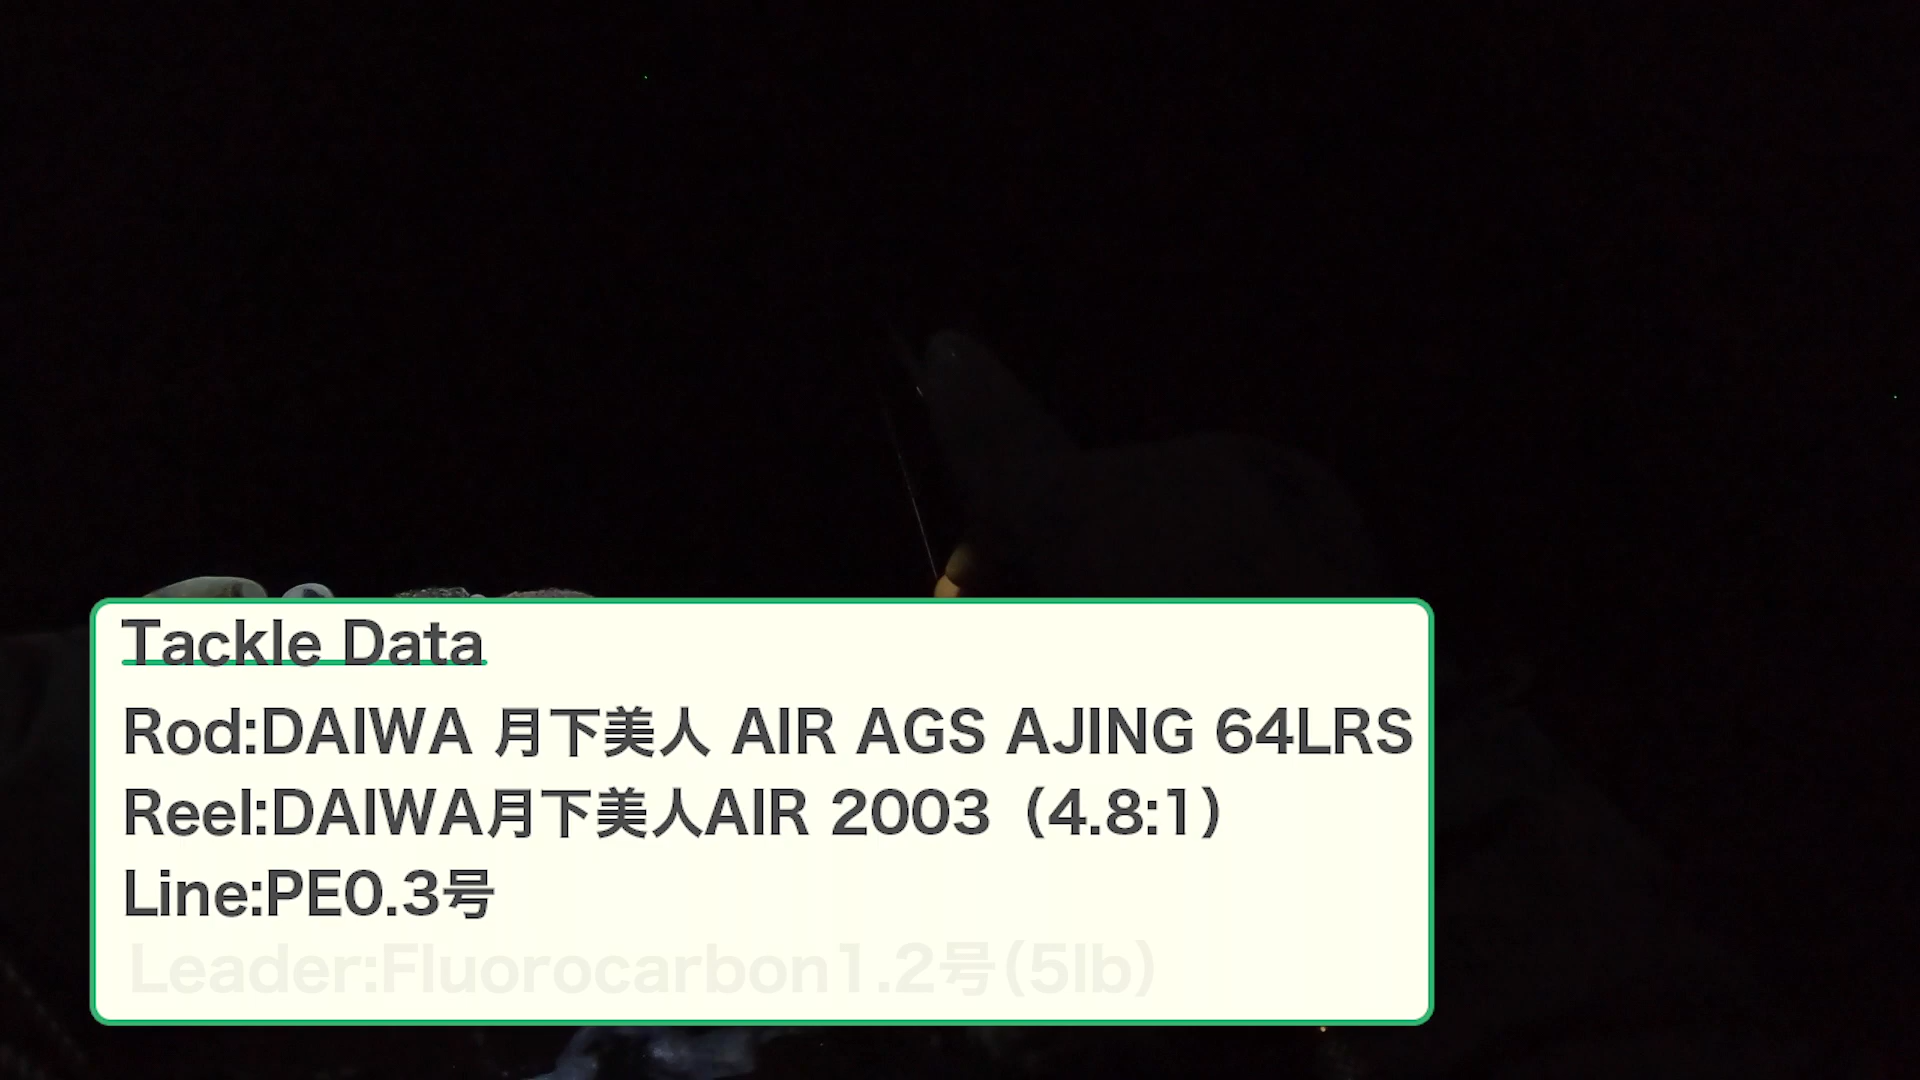 Tackle Data
Rod:DAIWA 月下美人 AIR AGS AJING 64LRS
Reel:DAIWA月下美人AIR 2003（4.8:1）
Line:PE0.3号
Leader:Fluorocarbon1.2号(5lb)